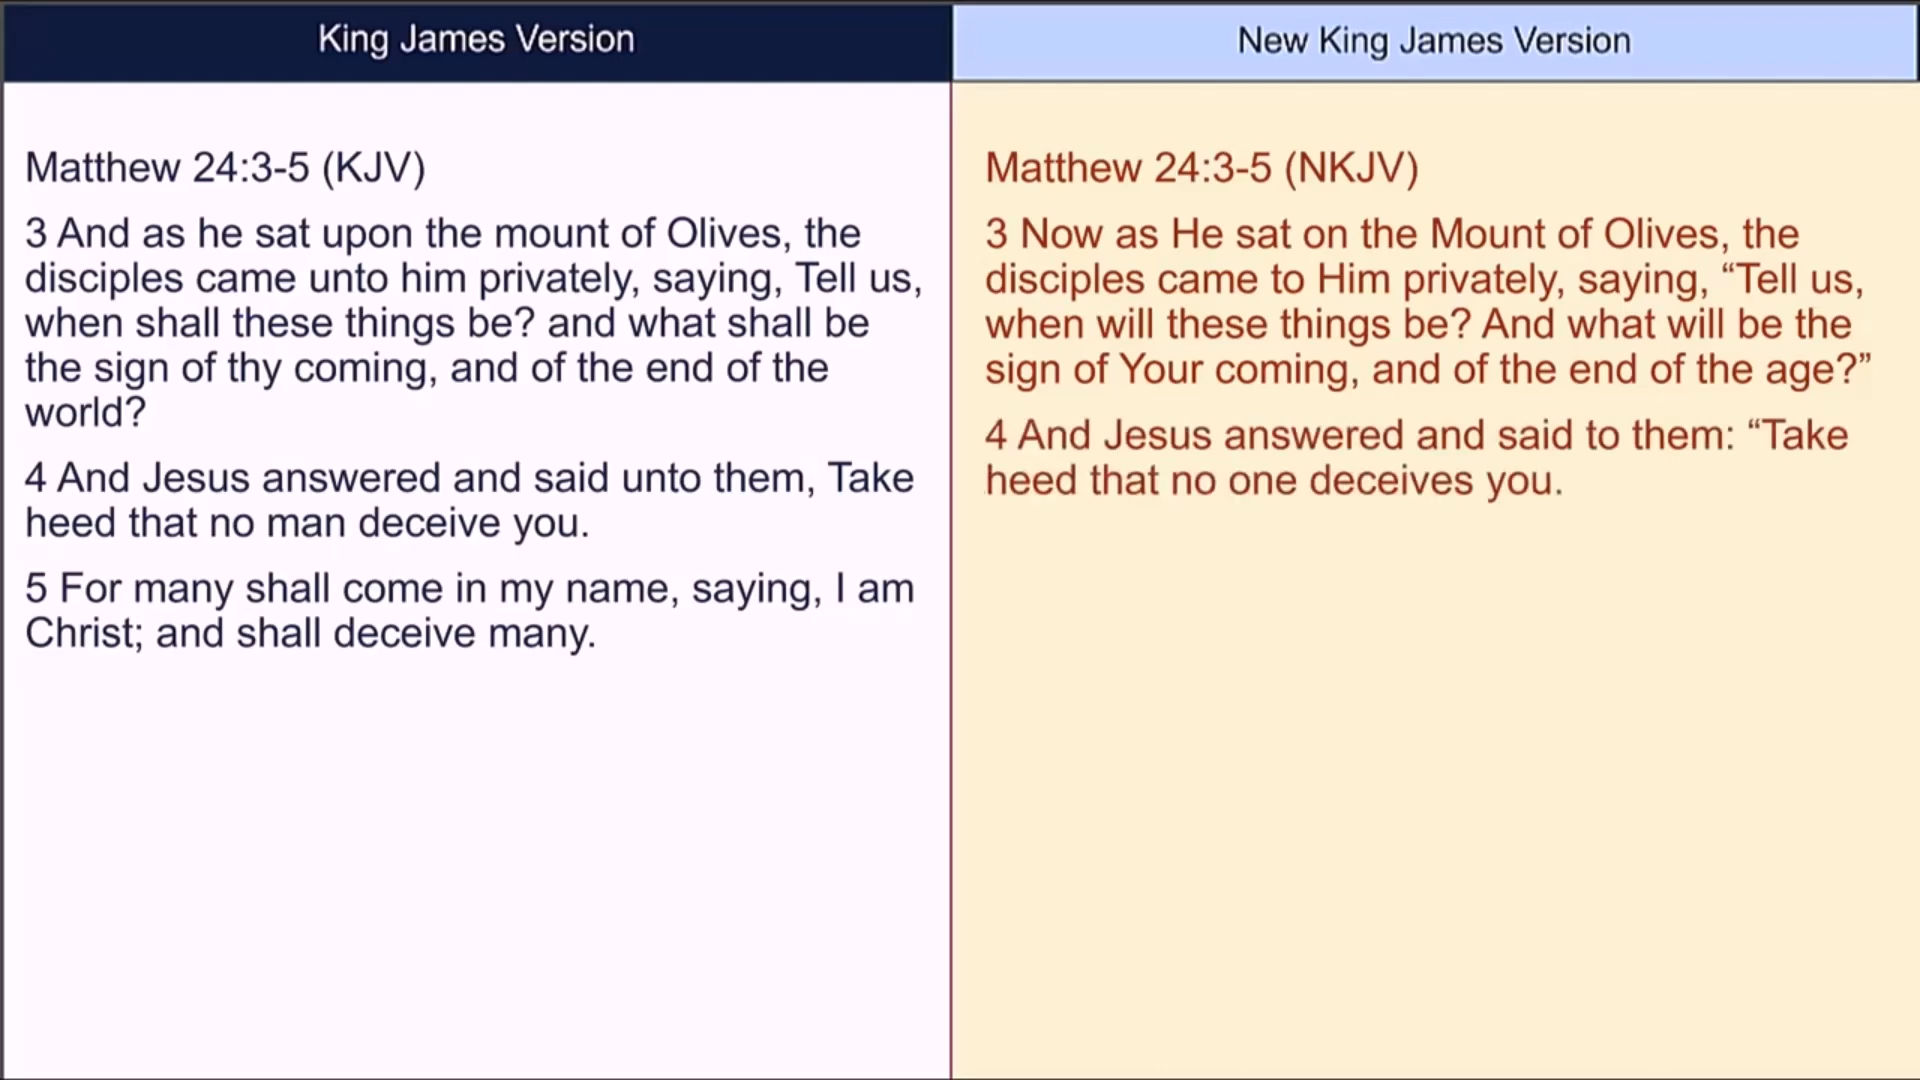 King James Version
New King James Version
Matthew 24:3-5 (KJV)
3 And as he sat upon the mount of Olives, the
disciples came unto him privately, saying, Tell us,
when shall these things be? and what shall be
the sign of thy coming, and of the end of the
world?
4 And Jesus answered and said unto them, Take
heed that no man deceive you.
5 For many shall come in my name, saying, I am
Christ; and shall deceive many.
Matthew 24:3-5 (NKJV)
3 Now as He sat on the Mount of Olives, the
disciples came to Him privately, saying, “Tell us,
when will these things be? And what will be the
sign of Your coming, and of the end of the age?”
4 And Jesus answered and said to them: “Take
heed that no one deceives you.